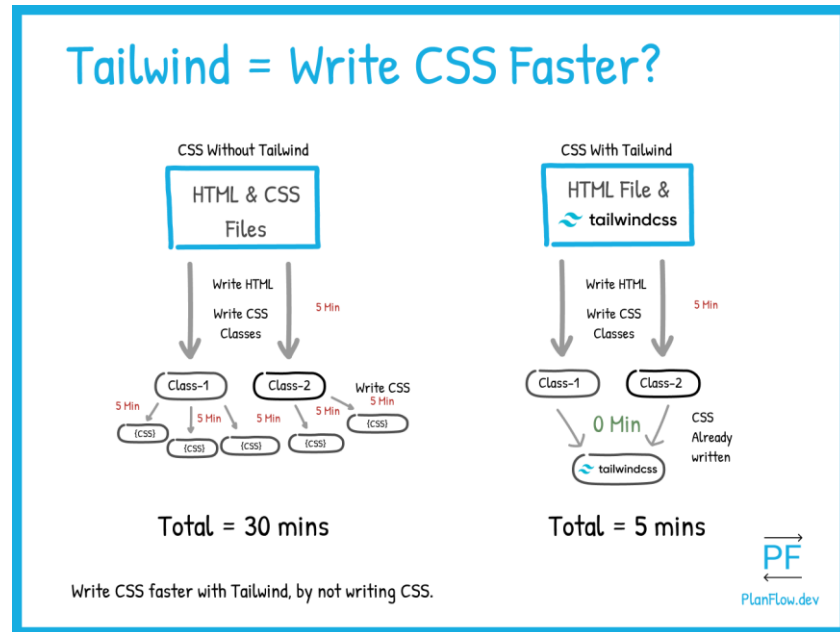 Tailwind = Write CSS Faster?
CSS Without Tailwind
HTML & CSS
Files
Write HTML
Write CSS
Classes
5 Min
Class-1
Class-2
Write CSS
5 Min
5 Min
5 Min
5 Min
5 Min
{CSS}
{CSS}
{CSS}
{CSS}
{CSS}
Total = 30 mins
CSS With Tailwind
HTML File &
tailwindcss
Write HTML
Write CSS
Classes
5 Min
Class-1
Class-2
0 Min
CSS
Already
written
tailwindcss
Total = 5 mins
Write CSS faster with Tailwind, by not writing CSS.
PF
PlanFlow.dev